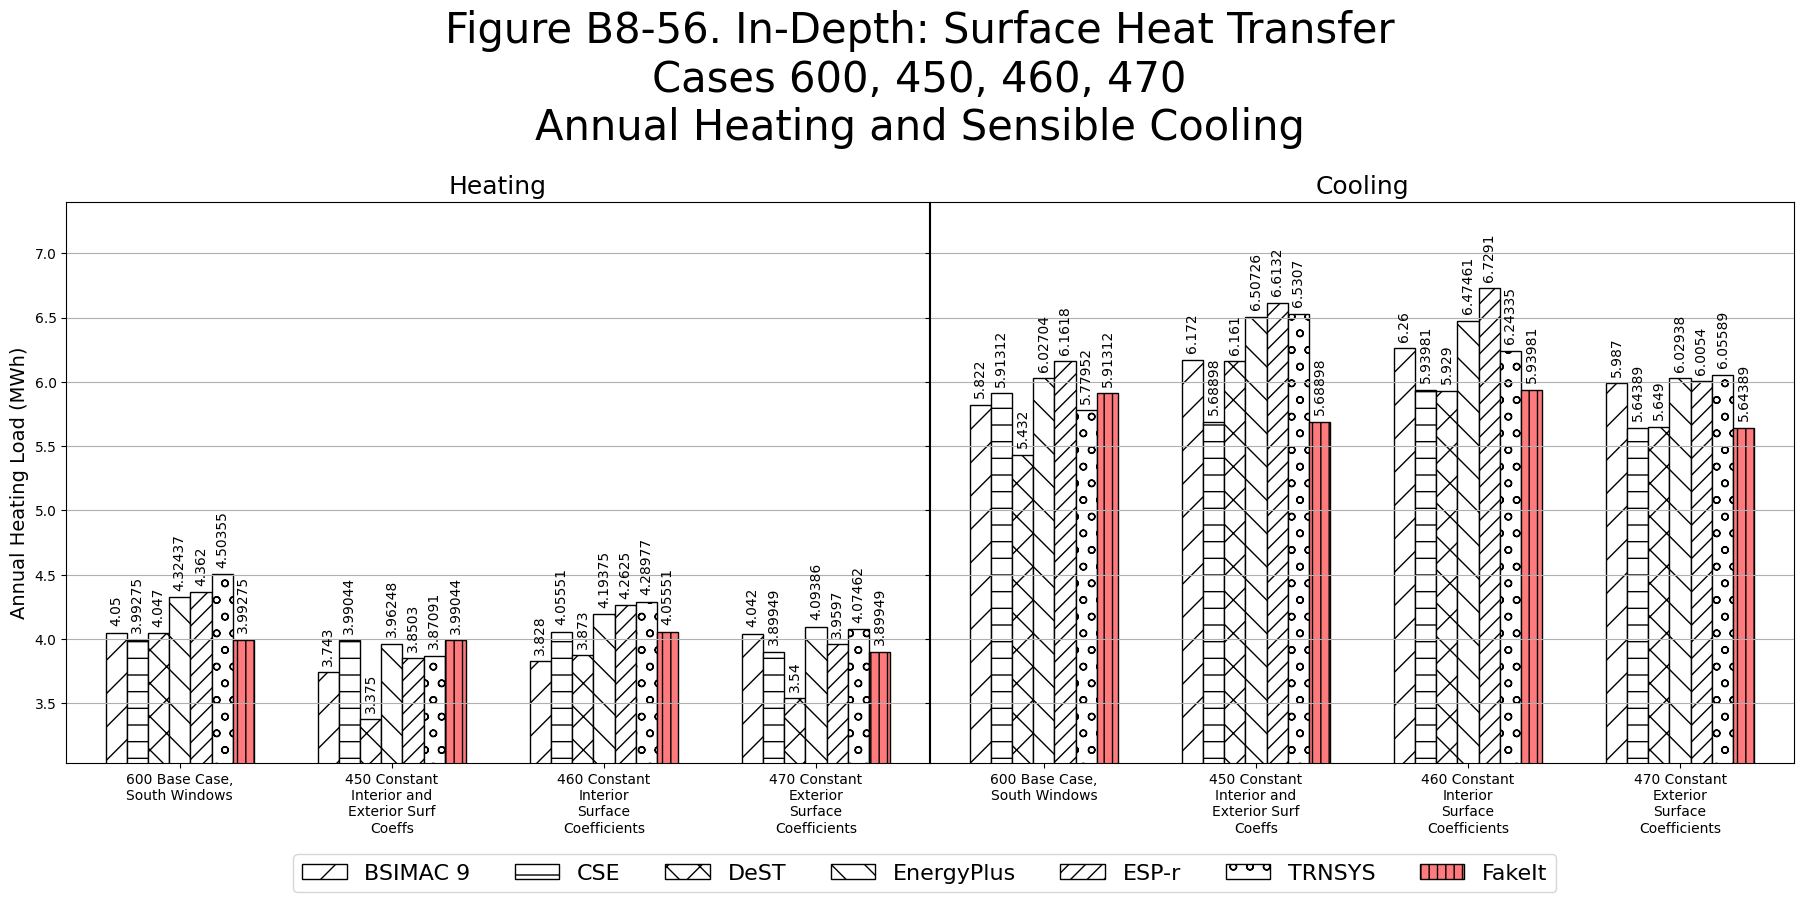 Figure B8-56. In-Depth: Surface Heat Transfer
Cases 600, 450, 460, 470
Annual Heating and Sensible Cooling
Heating
Cooling
Annual Heating Load (MWh)
7.0
6.5
6.0
5.5
5.0
4.5
4.0
3.5
4.05
3.99275
4.047
4.32437
4.362
4.50355
3.99275
3.743
3.99044
3.375
3.96248
3.8503
3.87091
3.99044
3.828
4.05551
3.873
4.19375
4.2625
4.28977
4.05551
4.042
3.89949
3.54
4.09386
3.9597
4.07462
3.89949
5.822
5.91312
5.432
6.02704
6.1618
5.77952
5.91312
6.172
5.68898
6.161
6.50726
6.6132
6.5307
5.68898
6.26
5.93981
5.929
6.47461
6.7291
6.24335
5.93981
5.987
5.64389
5.649
6.02938
6.0054
6.05589
5.64389
600 Base Case,
South Windows
450 Constant
Interior and
Exterior Surf
Coeffs
460 Constant
Interior
Surface
Coefficients
470 Constant
Exterior
Surface
Coefficients
600 Base Case,
South Windows
450 Constant
Interior and
Exterior Surf
Coeffs
460 Constant
Interior
Surface
Coefficients
470 Constant
Exterior
Surface
Coefficients
BSIMAC 9 CSE DeST EnergyPlus ESP-r TRNSYS FakeIt